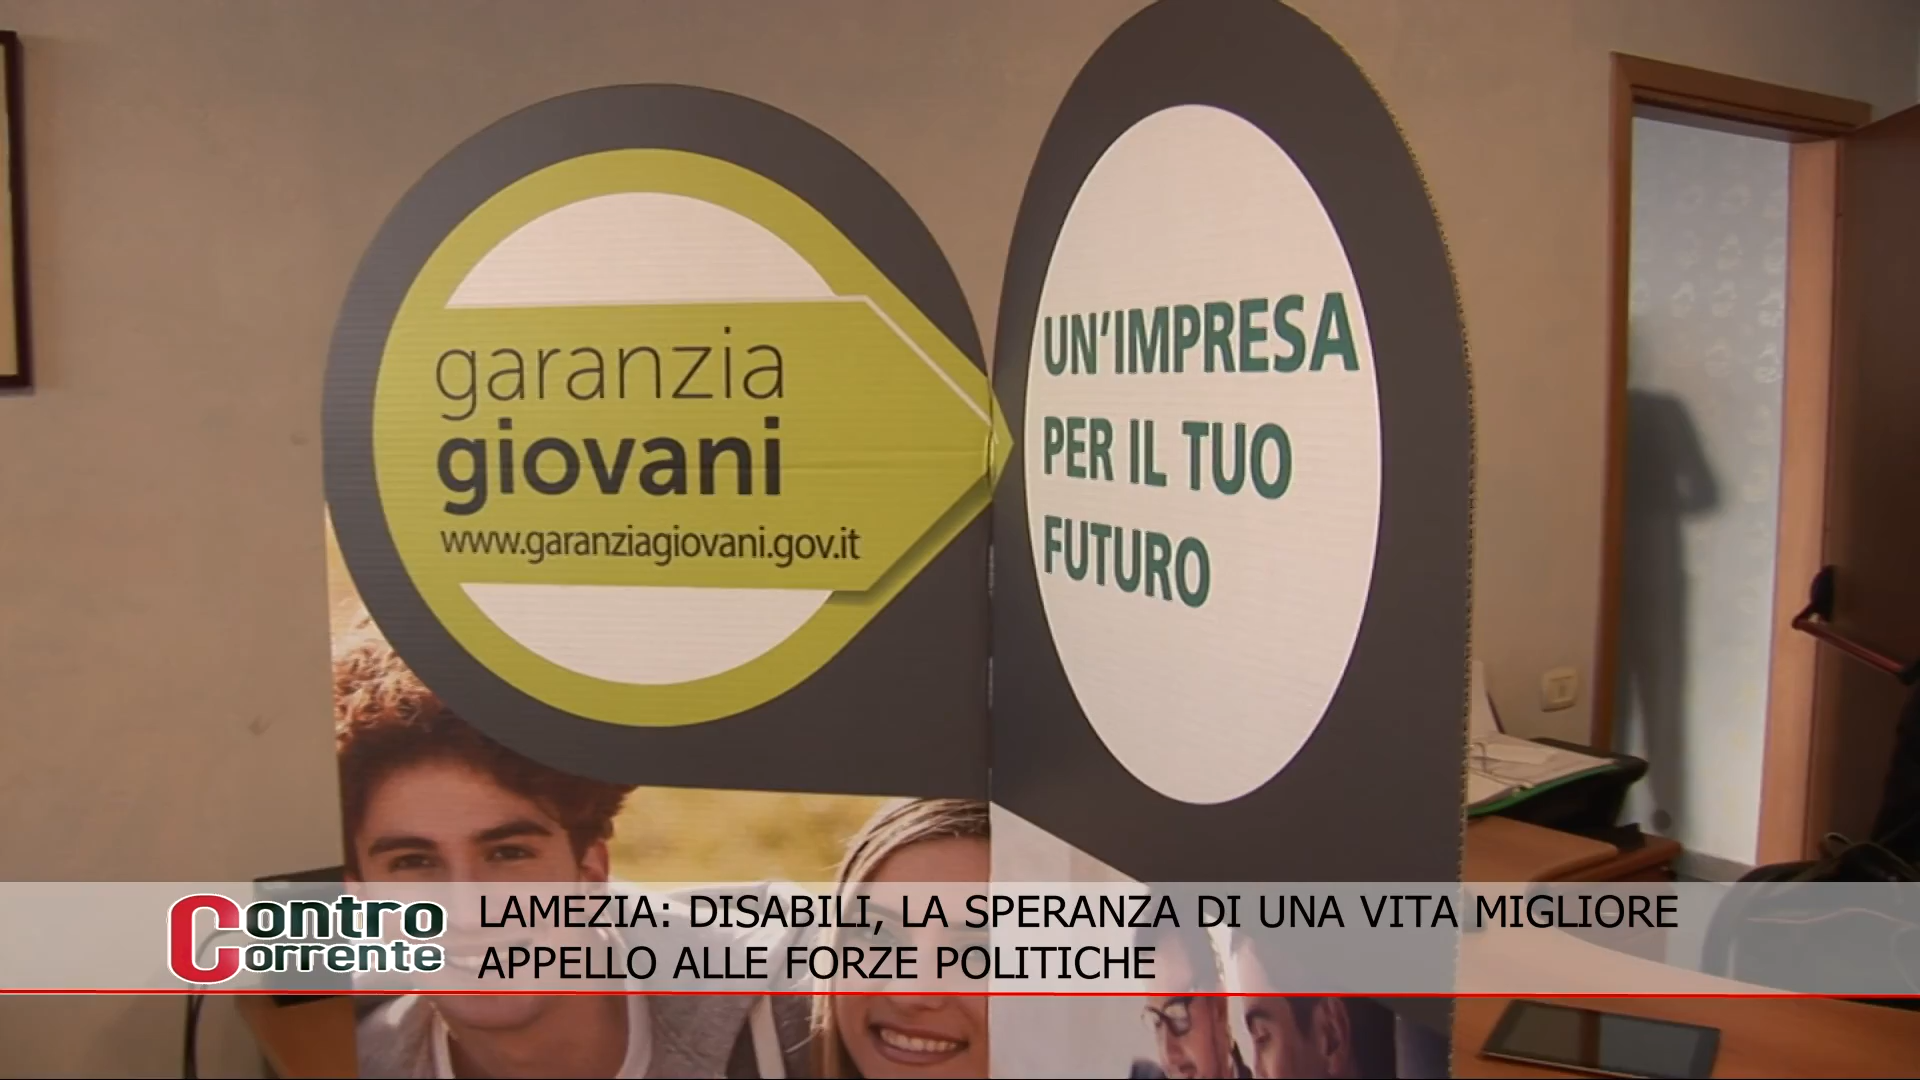 garanzia
giovani
www.garanziagiovani.gov.it
UN'IMPRESA
PER IL TUO
FUTURO
Contro
Corrente
LAMEZIA: DISABILI, LA SPERANZA DI UNA VITA MIGLIORE
APPELLO ALLE FORZE POLITICHE